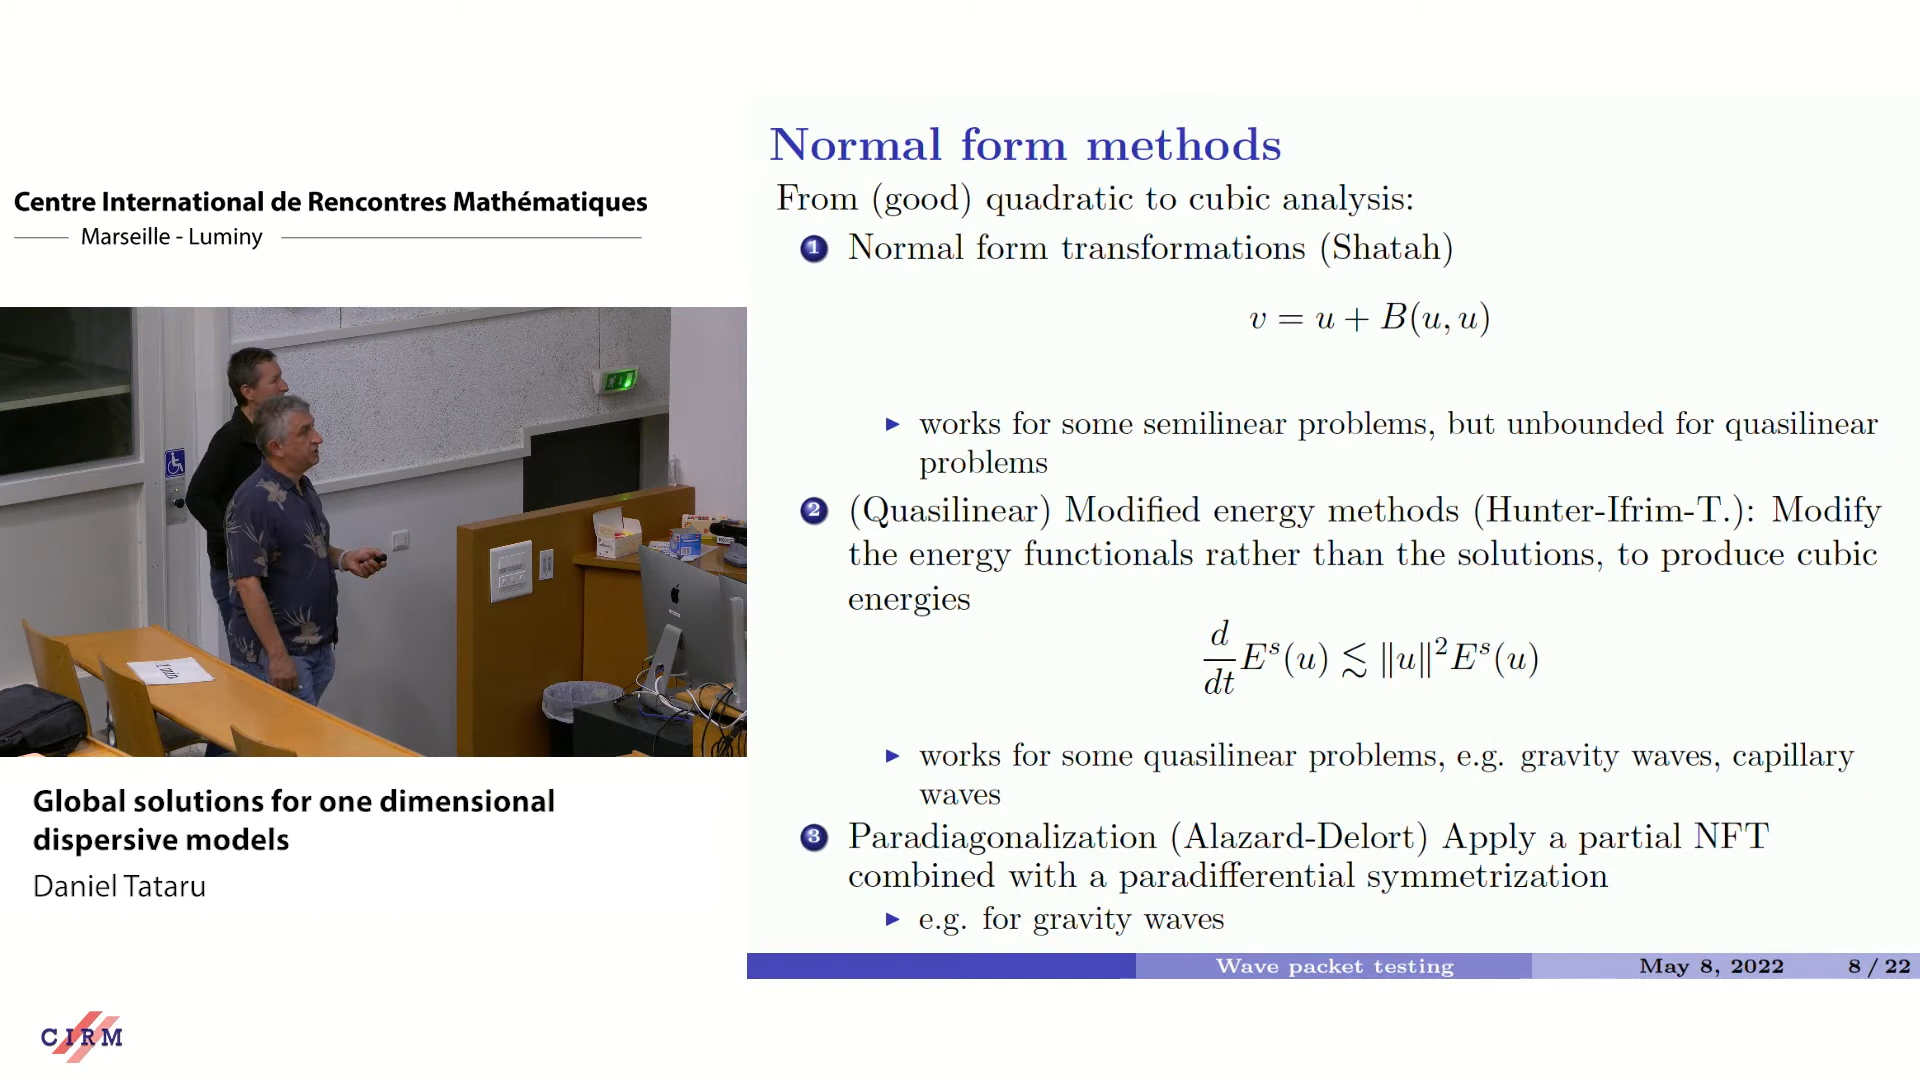 Centre International de Rencontres Mathématiques
Marseille - Luminy
Global solutions for one dimensional
dispersive models
Daniel Tataru
CIRM
Normal form methods
From (good) quadratic to cubic analysis:
1 Normal form transformations (Shatah)
v = u + B(u, u)
▶ works for some semilinear problems, but unbounded for quasilinear
problems
2 (Quasilinear) Modified energy methods (Hunter-Ifrim-T.): Modify
the energy functionals rather than the solutions, to produce cubic
energies
d/dt E^s(u) ≲ ‖u‖²E^s(u)
▶ works for some quasilinear problems, e.g. gravity waves, capillary
waves
3 Paradiagonalization (Alazard-Delort) Apply a partial NFT
combined with a paradifferential symmetrization
▶ e.g. for gravity waves
Wave packet testing May 8, 2022 8 / 22